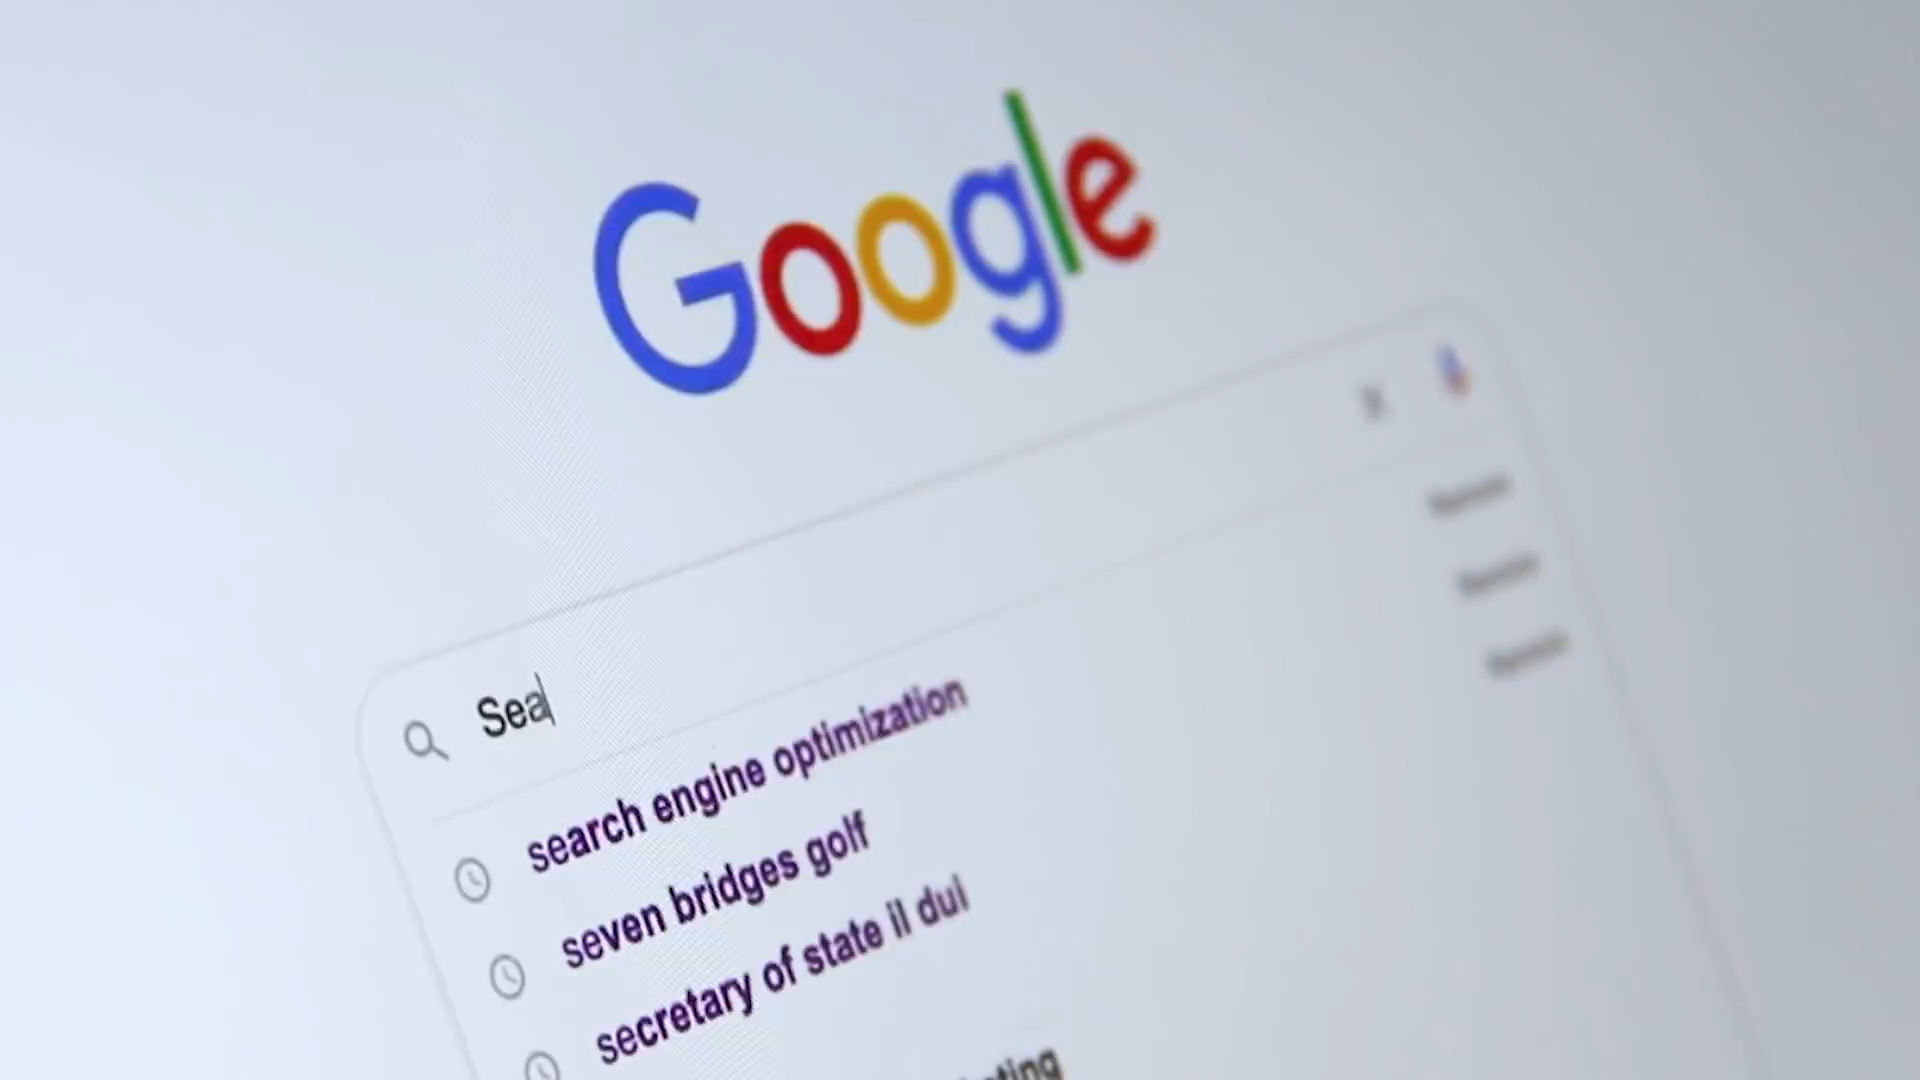 Google
Sea
search engine optimization
seven bridges golf
secretary of state il dui